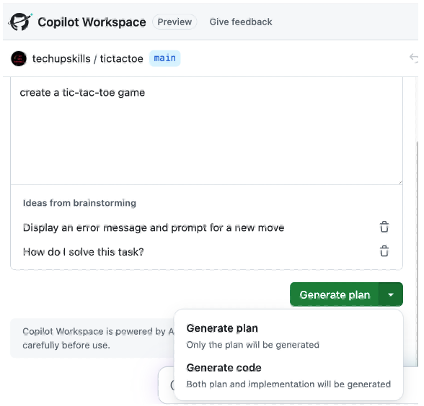 Copilot Workspace Preview Give feedback
techupskills / tictactoe main
create a tic-tac-toe game
Ideas from brainstorming
Display an error message and prompt for a new move
How do I solve this task?
Generate plan
Generate plan
Only the plan will be generated
Generate code
Both plan and implementation will be generated
Copilot Workspace is powered by
carefully before use.